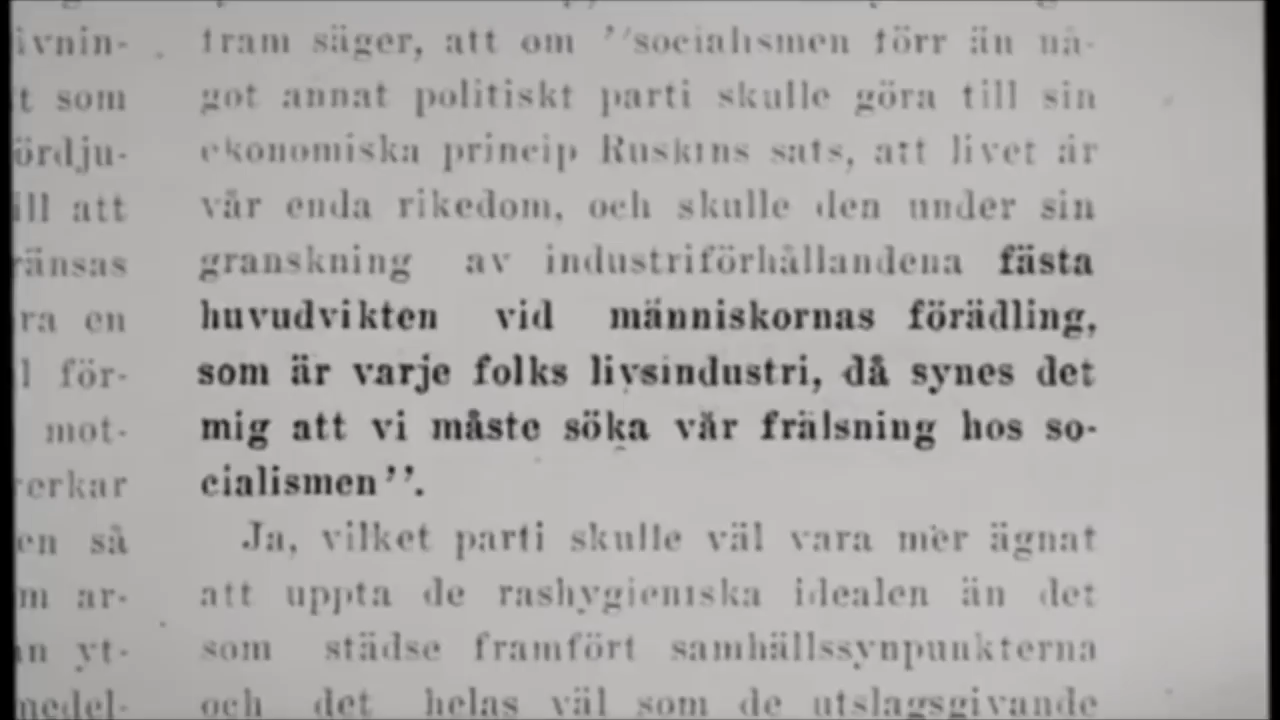 ivnin-
t som
ördju-
ill att
ränsas
ra en
l för-
mot-
erkar
en så
m ar-
n yt-
medel-
fram säger, att om ”socialismen förr än nå-
got annat politiskt parti skulle göra till sin
ekonomiska princip Ruskins sats, att livet är
vår enda rikedom, och skulle den under sin
granskning av industriförhållandena fästa
huvudvikten vid människornas förädling,
som är varje folks livsindustri, då synes det
mig att vi måste söka vår frälsning hos so-
cialismen”.
Ja, vilket parti skulle väl vara mer ägnat
att uppta de rashygieniska idealen än det
som städse framfört samhällssynpunkterna
och det helas väl som de utslagsgivande